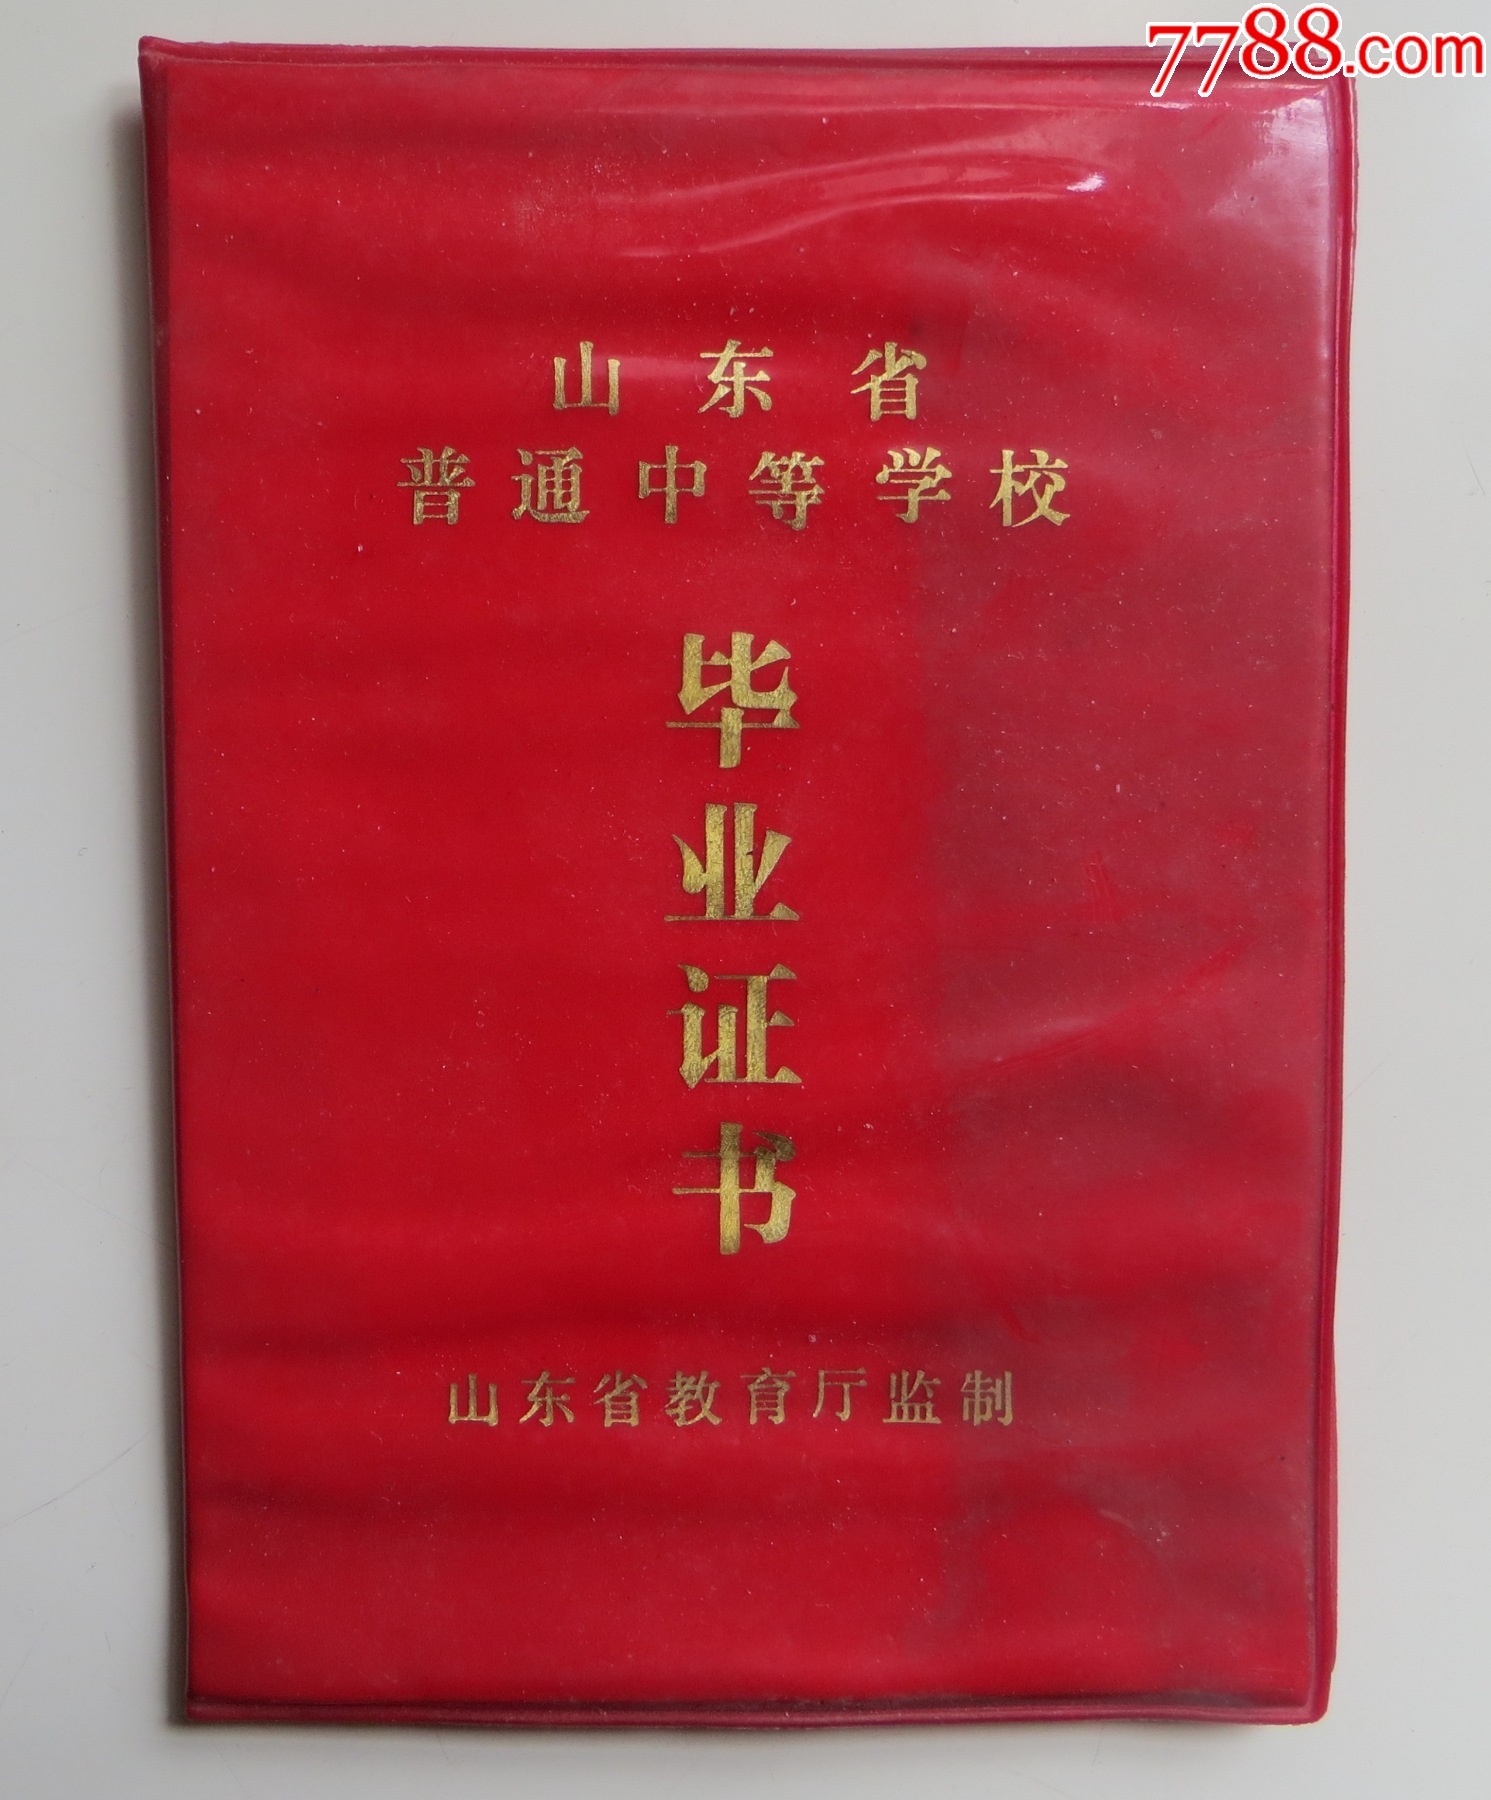 7788.com
山东省
普通中等学校
毕业证书
山东省教育厅监制